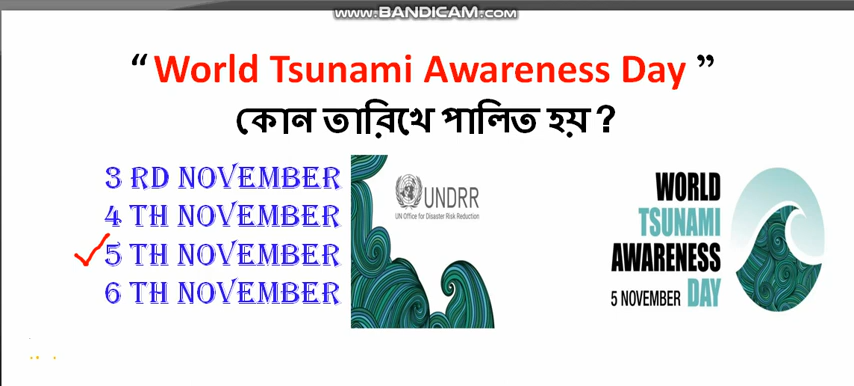 www.BANDICAM.com
“World Tsunami Awareness Day”
কোন তারিখে পালিত হয় ?
3 RD NOVEMBER
4 TH NOVEMBER
5 TH NOVEMBER
6 TH NOVEMBER
UNDRR
UN Office for Disaster Risk Reduction
WORLD
TSUNAMI
AWARENESS
5 NOVEMBER DAY